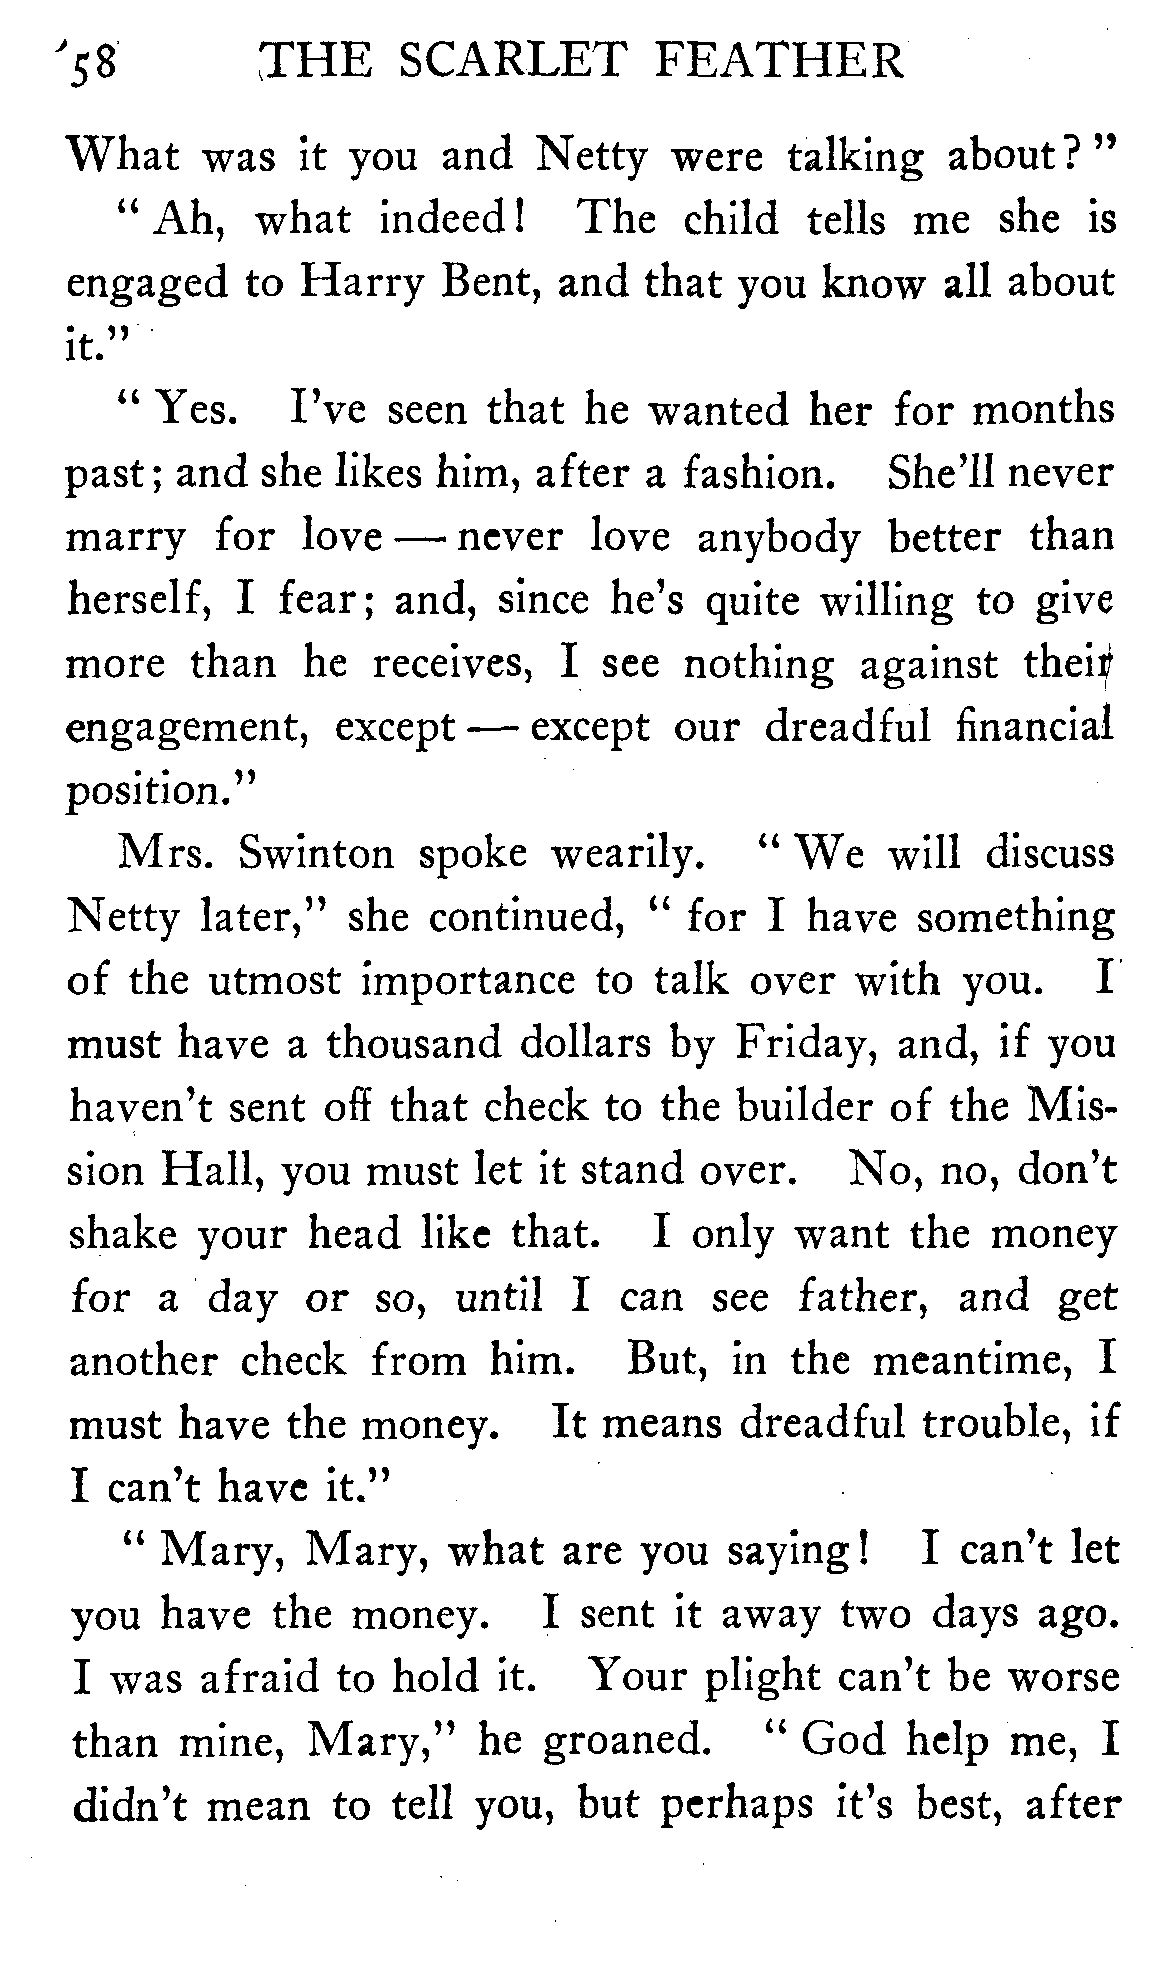 58 THE SCARLET FEATHER
What was it you and Netty were talking about?"
"Ah, what indeed! The child tells me she is
engaged to Harry Bent, and that you know all about
it."
"Yes. I've seen that he wanted her for months
past; and she likes him, after a fashion. She'll never
marry for love — never love anybody better than
herself, I fear; and, since he's quite willing to give
more than he receives, I see nothing against their
engagement, except — except our dreadful financial
position."
Mrs. Swinton spoke wearily. "We will discuss
Netty later," she continued, "for I have something
of the utmost importance to talk over with you. I
must have a thousand dollars by Friday, and, if you
haven't sent off that check to the builder of the Mis-
sion Hall, you must let it stand over. No, no, don't
shake your head like that. I only want the money
for a day or so, until I can see father, and get
another check from him. But, in the meantime, I
must have the money. It means dreadful trouble, if
I can't have it."
"Mary, Mary, what are you saying! I can't let
you have the money. I sent it away two days ago.
I was afraid to hold it. Your plight can't be worse
than mine, Mary," he groaned. "God help me, I
didn't mean to tell you, but perhaps it's best, after